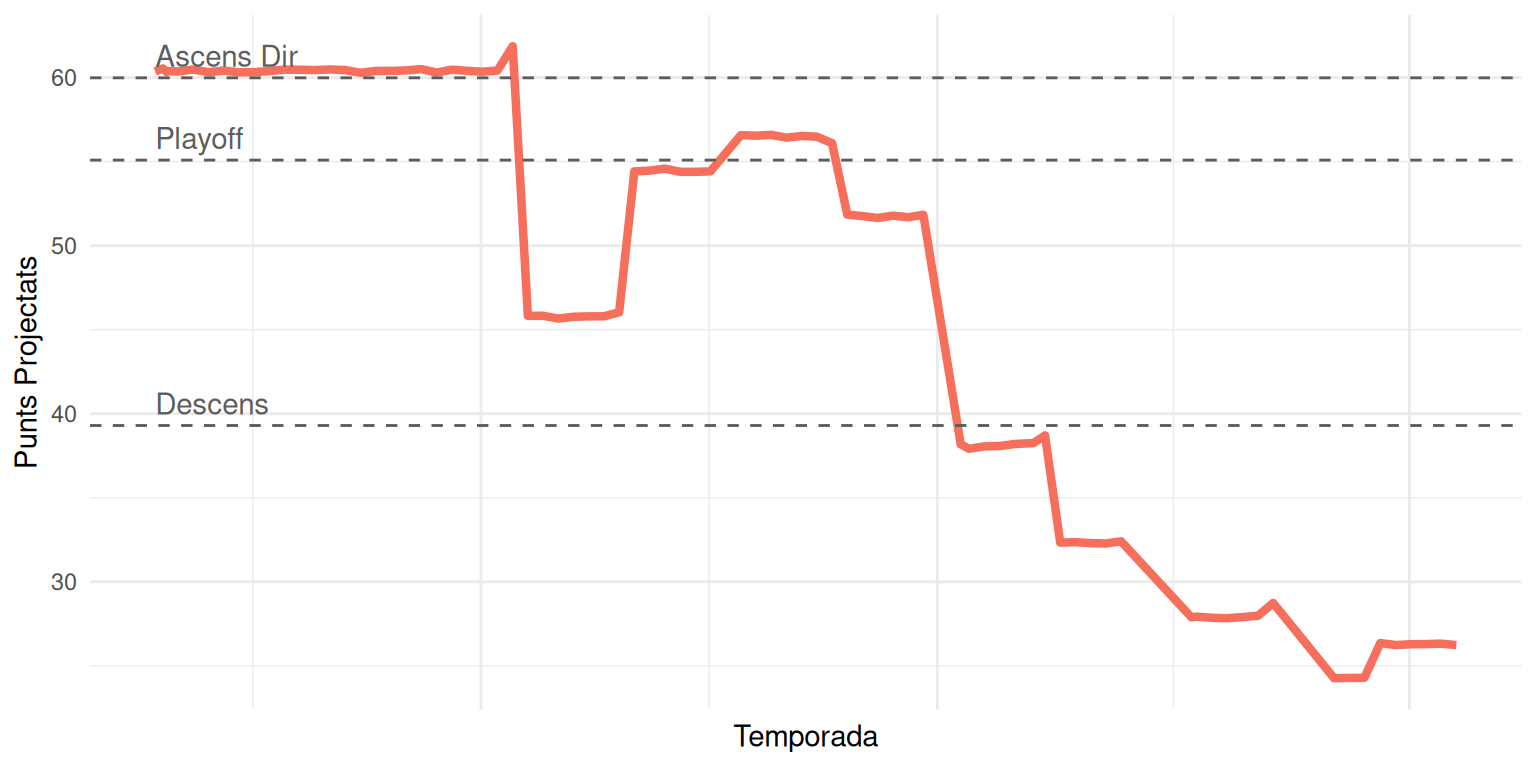 Ascens Dir
60
Playoff
50
Descens
40
30
Punts Projectats
Temporada